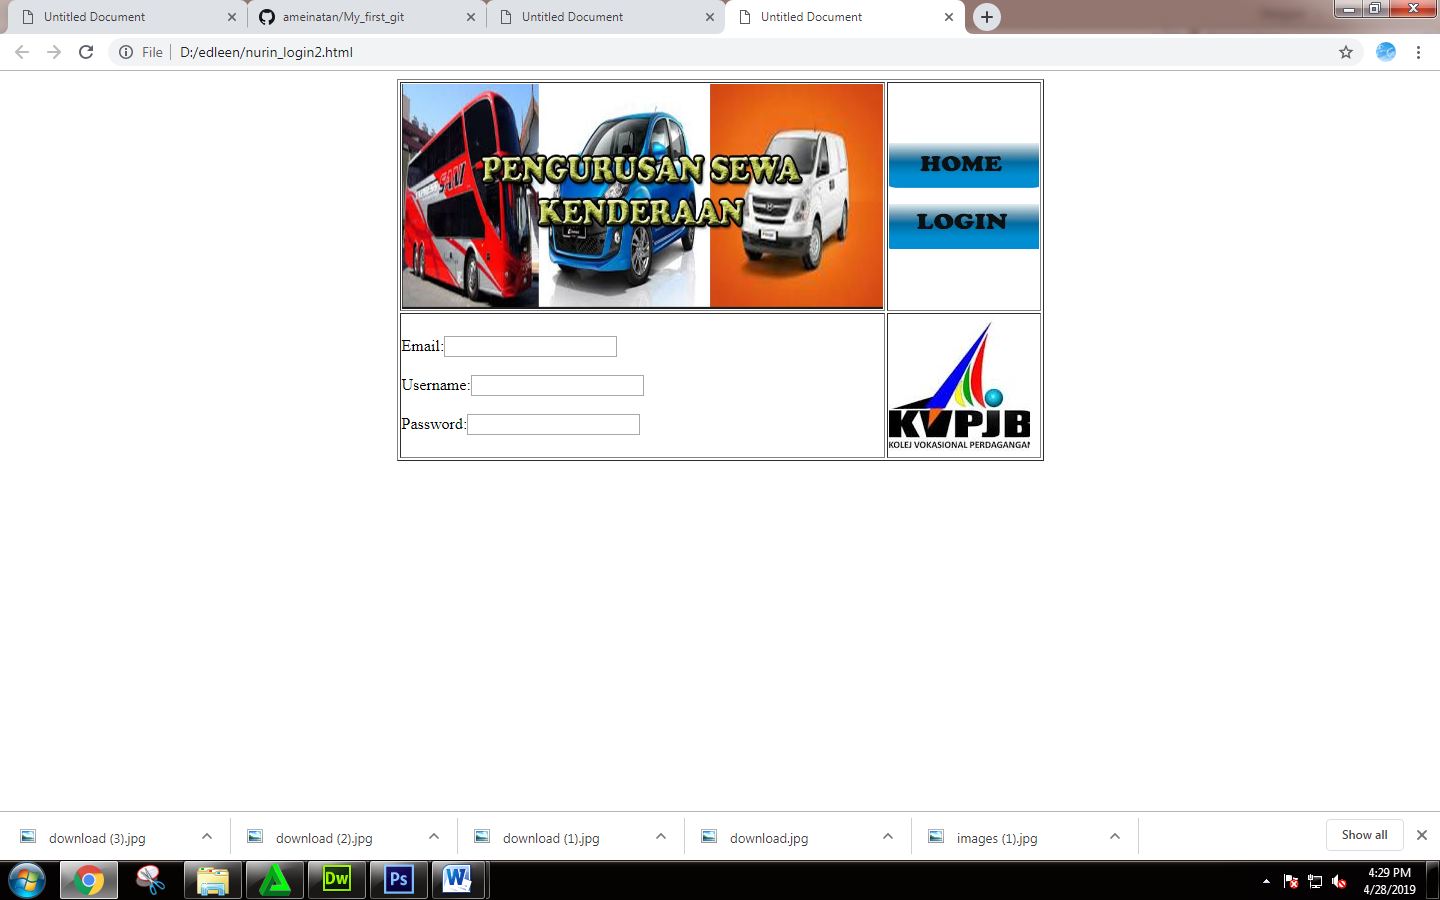 Untitled Document
ameinatan/My_first_git
Untitled Document
Untitled Document
File
D:/edleen/nurin_login2.html
PENGURUSAN SEWA
KENDERAAN
HOME
LOGIN
Email:
Username:
Password:
KVPJB
KOLEJ VOKASIONAL PERDAGANGAN
download (3).jpg
download (2).jpg
download (1).jpg
download.jpg
images (1).jpg
Show all
Dw
Ps
W
4:29 PM
4/28/2019